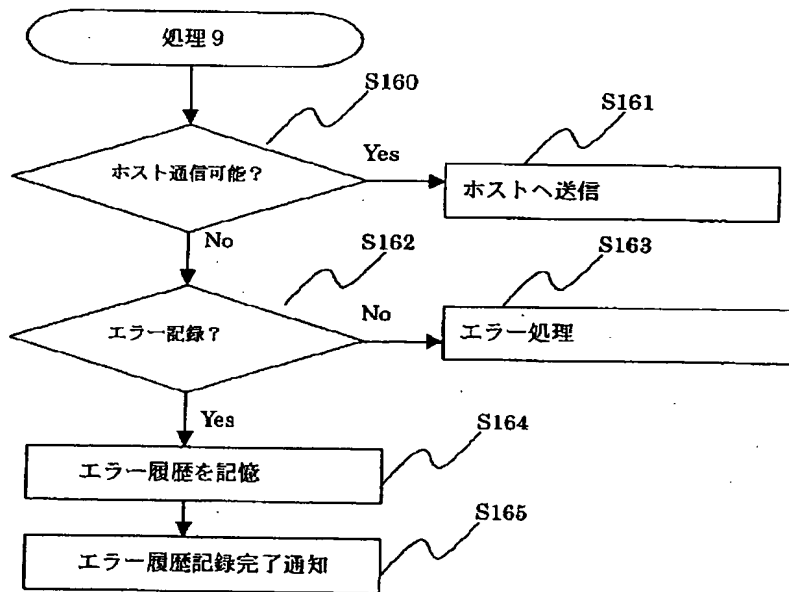 処理9
S160
ホスト通信可能?
Yes
S161
ホストへ送信
No
S162
エラー記録?
No
S163
エラー処理
Yes
S164
エラー履歴を記憶
S165
エラー履歴記録完了通知